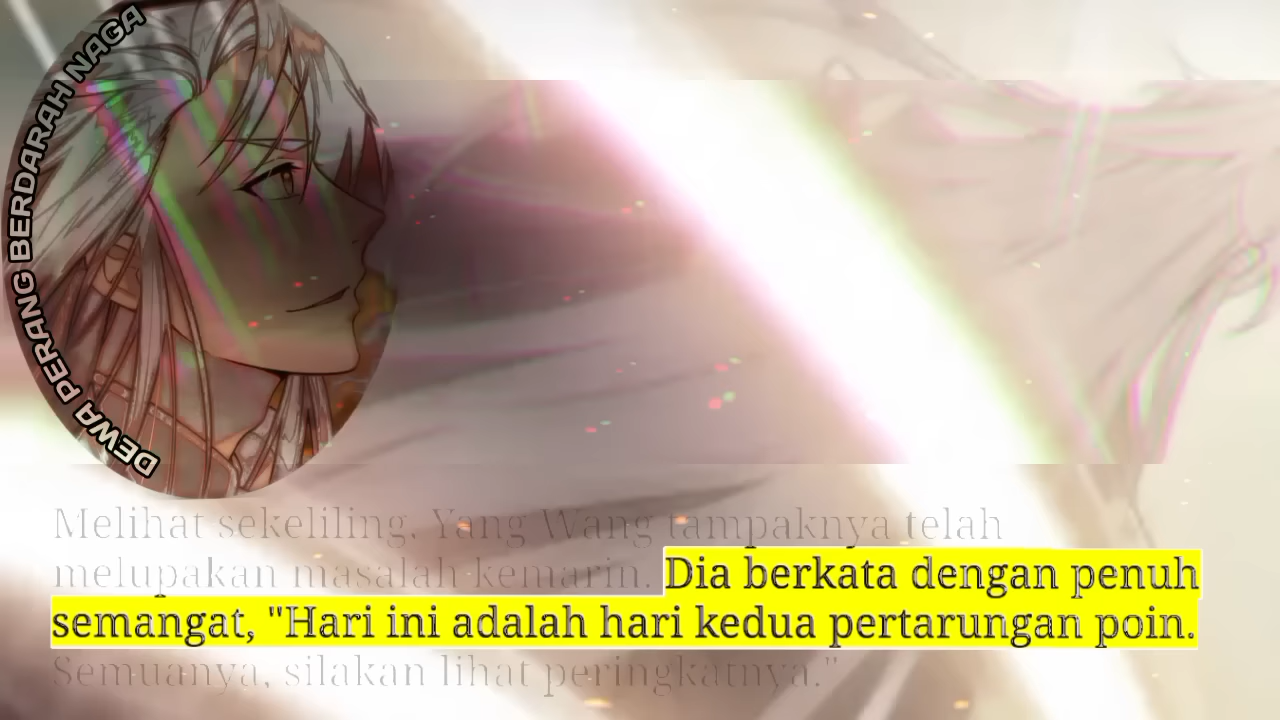 DEWA PERANG BERDARAH NAGA
Melihat sekeliling, Yang Wang tampaknya telah
melupakan masalah kemarin. Dia berkata dengan penuh
semangat, "Hari ini adalah hari kedua pertarungan poin.
Semuanya, silakan lihat peringkatnya."